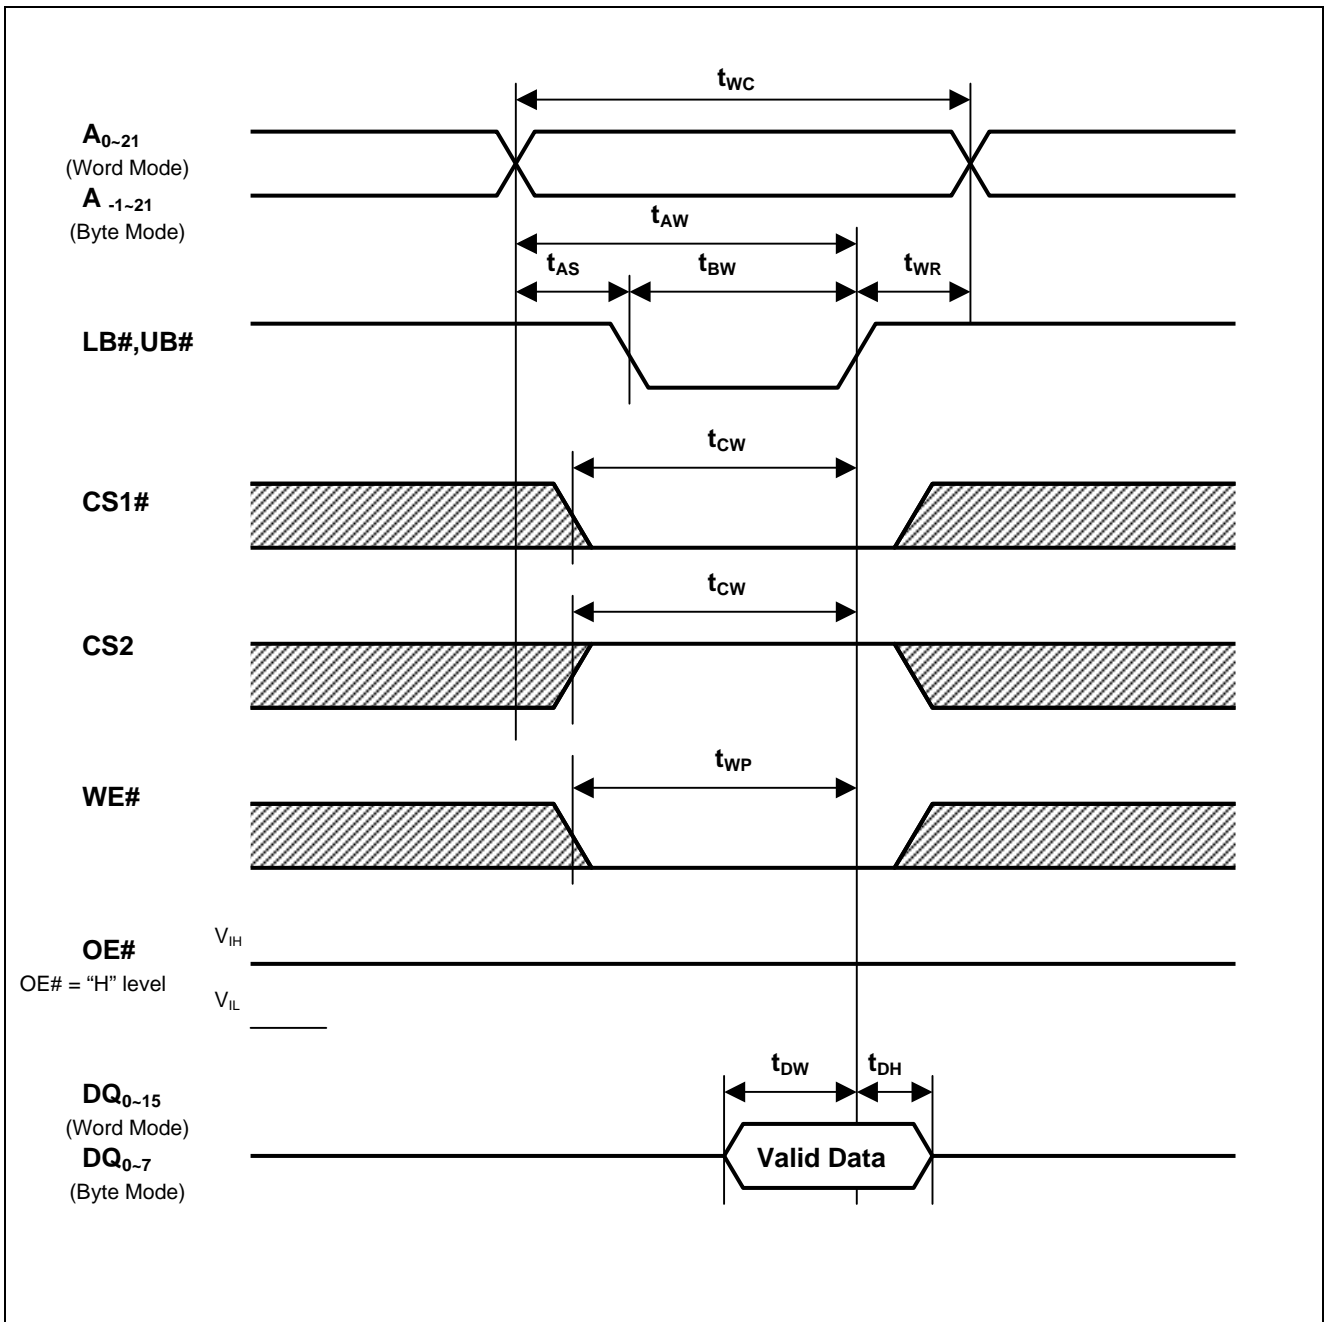 tWC
A0~21
(Word Mode)
A -1~21
(Byte Mode)
tAW
tAS tBW tWR
LB#,UB#
tCW
CS1#
tCW
CS2
tWP
WE#
VIH
OE#
OE# = “H” level
VIL
tDW tDH
DQ0~15
(Word Mode)
DQ0~7
Valid Data
(Byte Mode)